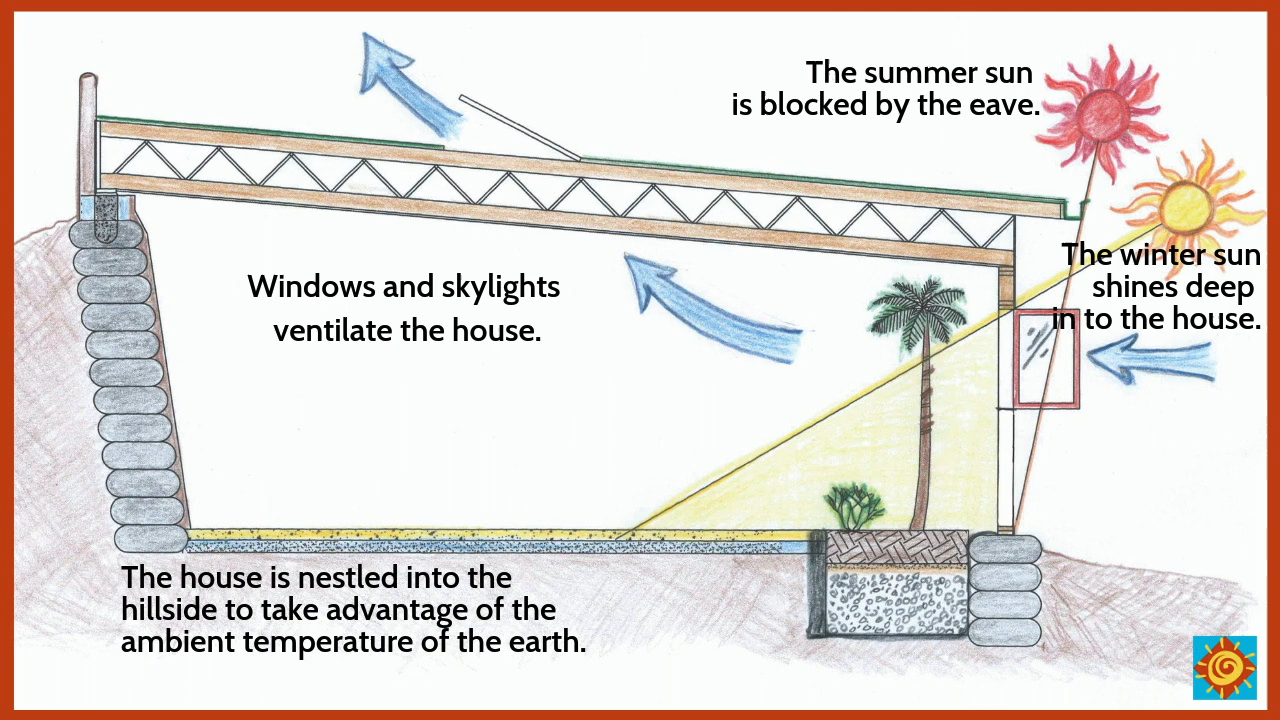 The summer sun
is blocked by the eave.
The winter sun
shines deep
in to the house.
Windows and skylights
ventilate the house.
The house is nestled into the
hillside to take advantage of the
ambient temperature of the earth.